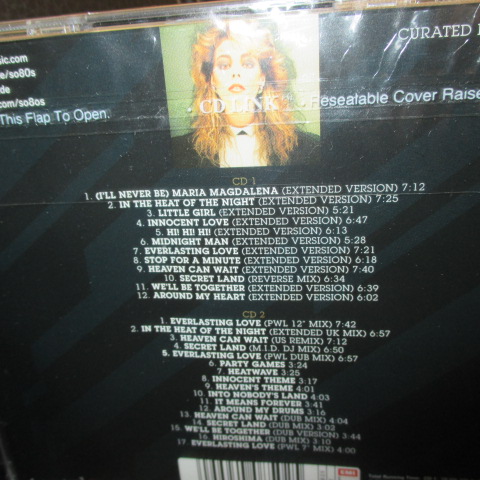 sic.com
CURATED
e/so80s
de
com/so8os
· CD LINK · Resealable Cover Raise
This Flap To Open.
CD 1
1. (I'LL NEVER BE) MARIA MAGDALENA (EXTENDED VERSION) 7:12
2. IN THE HEAT OF THE NIGHT (EXTENDED VERSION) 7:25
3. LITTLE GIRL (EXTENDED VERSION) 5:21
4. INNOCENT LOVE (EXTENDED VERSION) 6:47
5. HI! HI! HI! (EXTENDED VERSION) 6:13
6. MIDNIGHT MAN (EXTENDED VERSION) 5:28
7. EVERLASTING LOVE (EXTENDED VERSION) 7:21
8. STOP FOR A MINUTE (EXTENDED VERSION) 6:18
9. HEAVEN CAN WAIT (EXTENDED VERSION) 7:40
10. SECRET LAND (REVERSE MIX) 6:34
11. WE'LL BE TOGETHER (EXTENDED VERSION) 6:39
12. AROUND MY HEART (EXTENDED VERSION) 6:02
CD 2
1. EVERLASTING LOVE (PWL 12" MIX) 7:42
2. IN THE HEAT OF THE NIGHT (EXTENDED UK MIX) 6:57
3. HEAVEN CAN WAIT (US REMIX) 7:12
4. SECRET LAND (M.I.D. DJ MIX) 6:50
5. EVERLASTING LOVE (PWL DUB MIX) 6:57
6. PARTY GAMES 3:24
7. HEATWAVE 3:25
8. INNOCENT THEME 3:17
9. HEAVEN'S THEME 4:01
10. INTO NOBODY'S LAND 4:03
11. IT MEANS FOREVER 3:41
12. AROUND MY DRUMS 3:16
13. HEAVEN CAN WAIT (DUB MIX) 4:04
14. SECRET LAND (DUB MIX) 3:02
15. WE'LL BE TOGETHER (DUB VERSION) 3:44
16. HIROSHIMA (DUB MIX) 3:10
17. EVERLASTING LOVE (PWL 7" MIX) 4:00
EMI